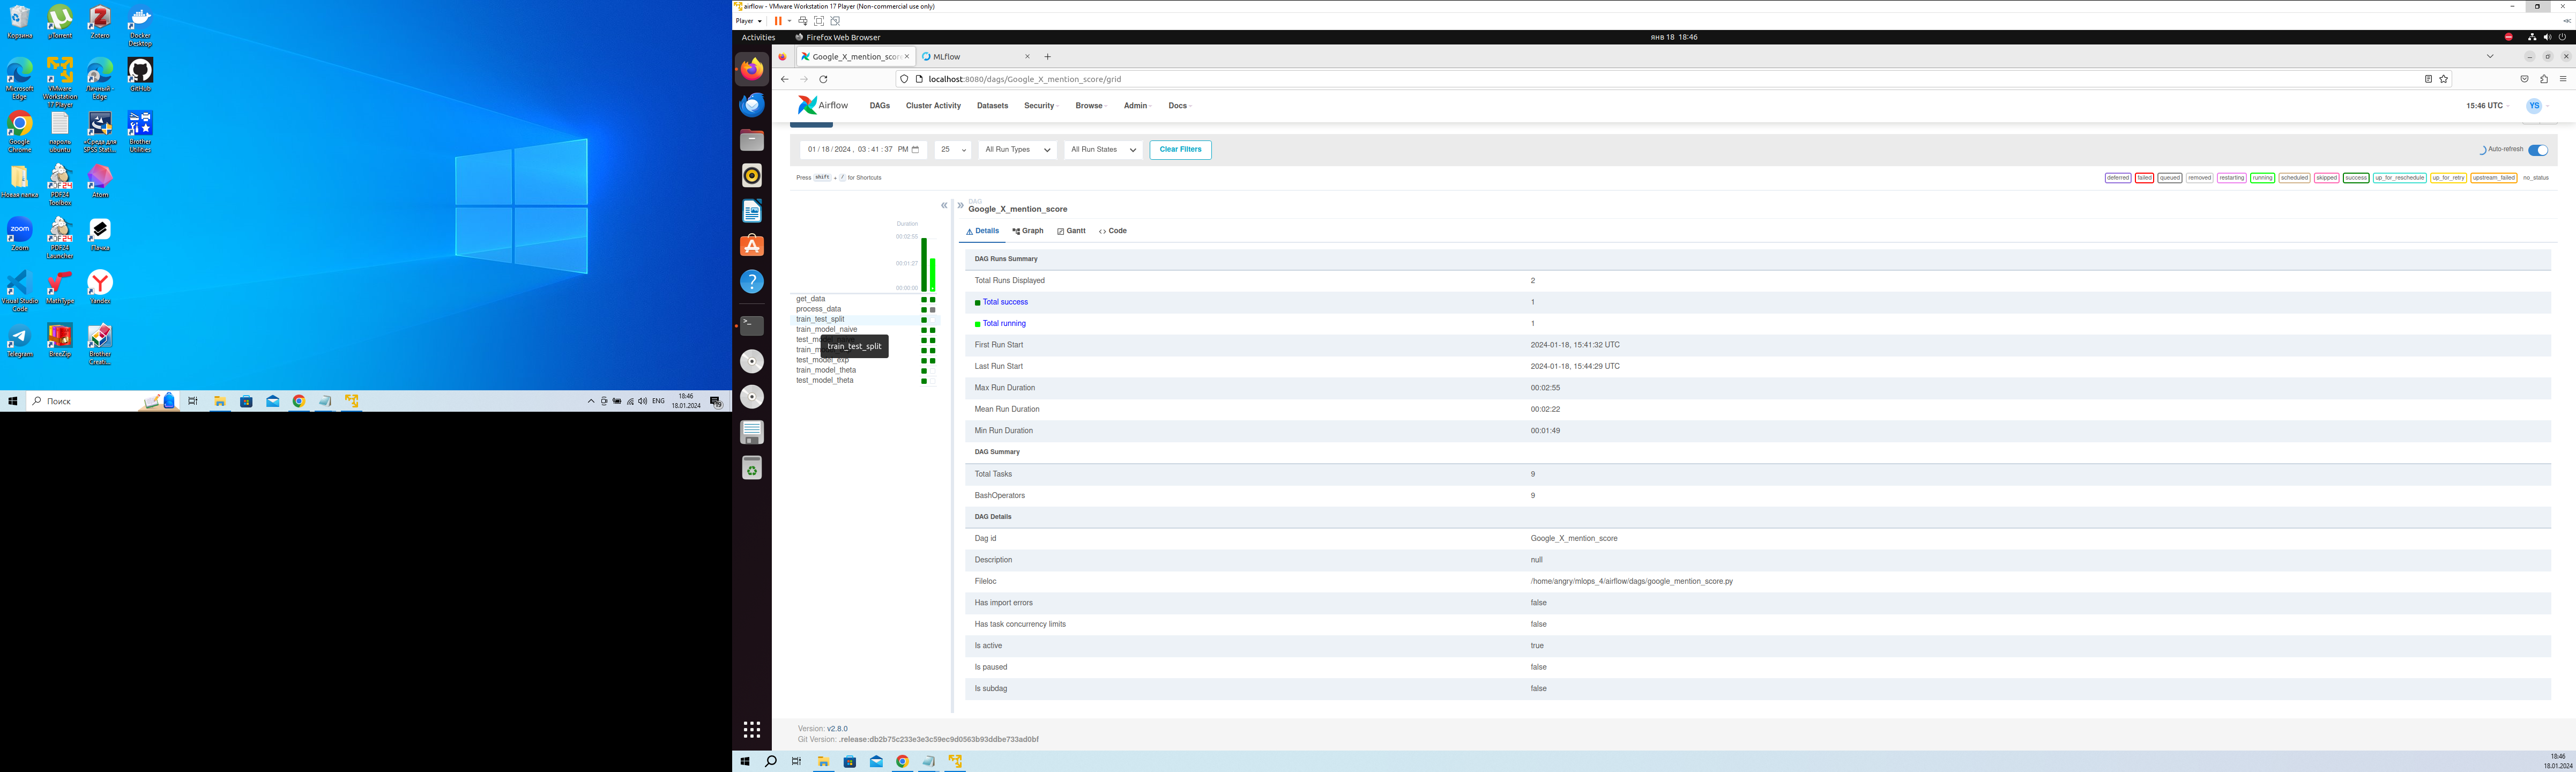 Корзина
µTorrent
Zotero
Docker Desktop
Microsoft Edge
VMware Workstation 17 Player
Личный - Edge
GitHub
Google Chrome
пароль ubuntu
«Среда для SPSS Stati...
Brother Utilities
Новая папка
PDF24 Toolbox
Atom
Zoom
PDF24 Launcher
Пачка
Visual Studio Code
MathType
Yandex
Telegram
BreeZip
Brother Creati...
Поиск
ENG
18:46
18.01.2024
airflow - VMware Workstation 17 Player (Non-commercial use only)
Player
Activities
Firefox Web Browser
янв 18 18:46
Google_X_mention_scor
MLflow
localhost:8080/dags/Google_X_mention_score/grid
Airflow
DAGs
Cluster Activity
Datasets
Security
Browse
Admin
Docs
15:46 UTC
YS
01/18/2024, 03:41:37 PM
25
All Run Types
All Run States
Clear Filters
Auto-refresh
Press shift + / for Shortcuts
deferred
failed
queued
removed
restarting
running
scheduled
skipped
success
up_for_reschedule
up_for_retry
upstream_failed
no_status
DAG
Google_X_mention_score
Details
Graph
Gantt
Code
Duration
00:02:55
00:01:27
00:00:00
get_data
process_data
train_test_split
train_model_naive
test_mod
train_test_split
train_m
test_model_exp
train_model_theta
test_model_theta
DAG Runs Summary
Total Runs Displayed 2
Total success 1
Total running 1
First Run Start 2024-01-18, 15:41:32 UTC
Last Run Start 2024-01-18, 15:44:29 UTC
Max Run Duration 00:02:55
Mean Run Duration 00:02:22
Min Run Duration 00:01:49
DAG Summary
Total Tasks 9
BashOperators 9
DAG Details
Dag id Google_X_mention_score
Description null
Fileloc /home/angry/mlops_4/airflow/dags/google_mention_score.py
Has import errors false
Has task concurrency limits false
Is active true
Is paused false
Is subdag false
Version: v2.8.0
Git Version: .release:db2b75c233e3e3c59ec9d0563b93ddbe733ad0bf
18:46
18.01.2024